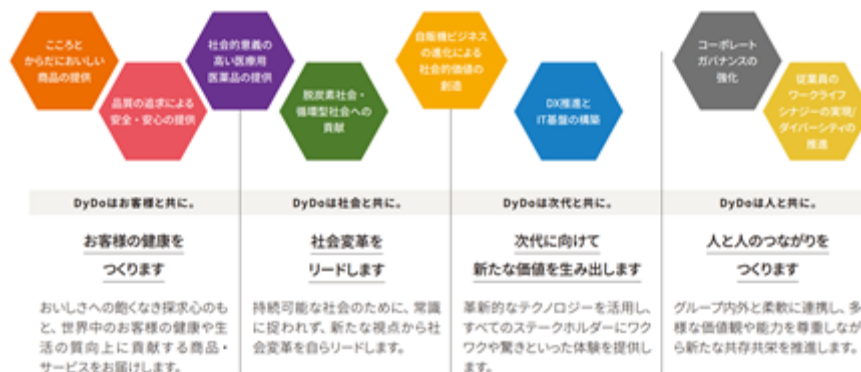 こころと
からだにおいしい
商品の提供
品質の追求による
安全・安心の提供
社会的意義の
高い医療用
医薬品の提供
脱炭素社会・
循環型社会への
貢献
自販機ビジネス
の進化による
社会的価値の
創造
DX推進と
IT基盤の構築
コーポレート
ガバナンスの
強化
従業員の
ワークライフ
シナジーの実現/
ダイバーシティの
推進
DyDoはお客様と共に。
お客様の健康を
つくります
おいしさへの飽くなき探求心のも
と、世界中のお客様の健康や生
活の質向上に貢献する商品・
サービスをお届けします。
DyDoは社会と共に。
社会変革を
リードします
持続可能な社会のために、常識
に捉われず、新たな視点から社
会変革を自らリードします。
DyDoは次代と共に。
次代に向けて
新たな価値を生み出します
革新的なテクノロジーを活用し、
すべてのステークホルダーにワク
ワクや驚きといった体験を提供し
ます。
DyDoは人と共に。
人と人のつながりを
つくります
グループ内外と柔軟に連携し、多
様な価値観や能力を尊重しなが
ら新たな共存共栄を推進します。